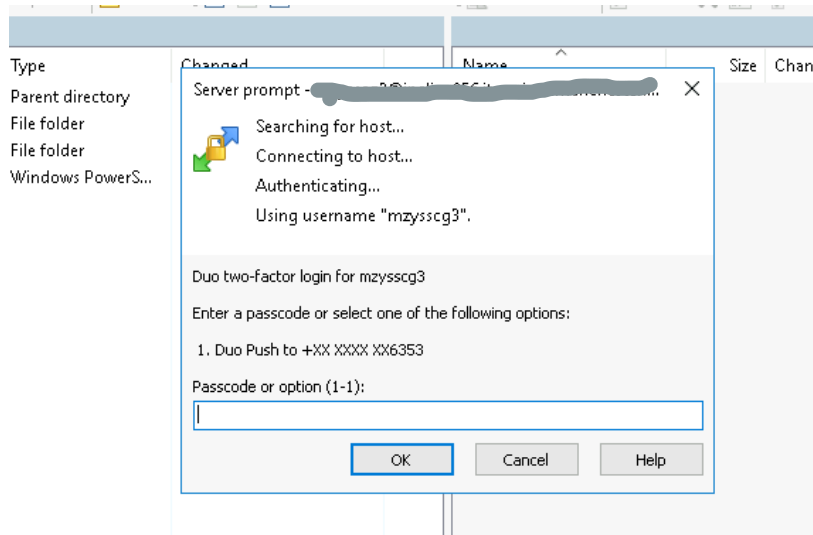 Type Changed Name Size Chan
Parent directory
File folder
File folder
Windows PowerS...
Server prompt -
Searching for host...
Connecting to host...
Authenticating...
Using username "mzysscg3".
Duo two-factor login for mzysscg3
Enter a passcode or select one of the following options:
1. Duo Push to +XX XXXX XX6353
Passcode or option (1-1):
OK Cancel Help